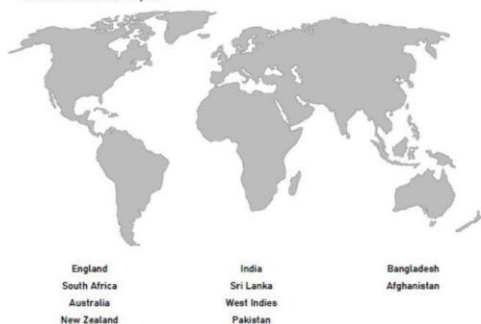 England
South Africa
Australia
New Zealand
India
Sri Lanka
West Indies
Pakistan
Bangladesh
Afghanistan